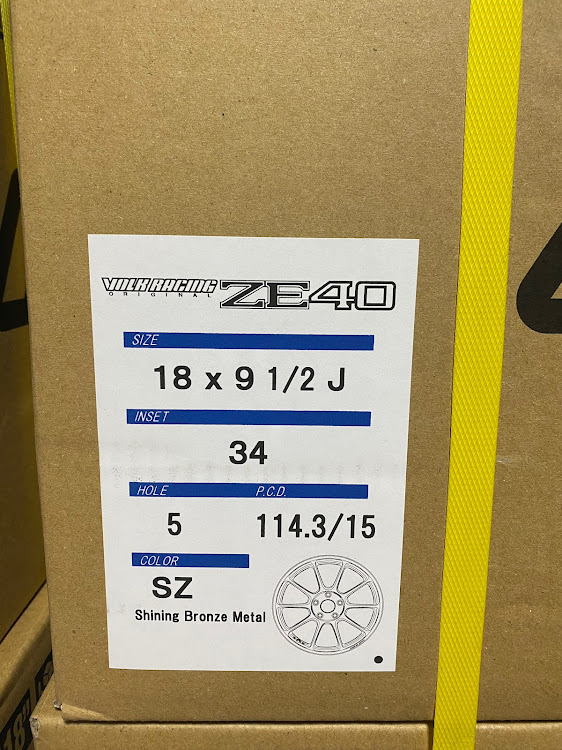 VOLK RACING ZE40
ORIGINAL
SIZE
18 x 9 1/2 J
INSET
34
HOLE P.C.D.
5 114.3/15
COLOR
SZ
Shining Bronze Metal
18"